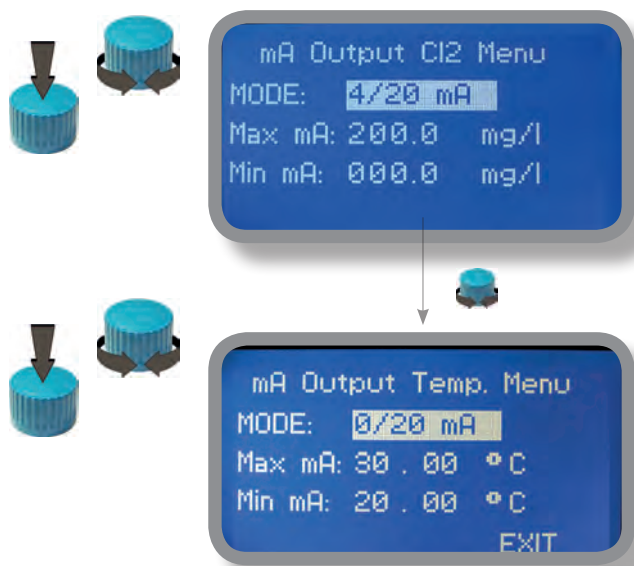 mA Output Cl2 Menu
MODE: 4/20 mA
Max mA: 200.0 mg/l
Min mA: 000.0 mg/l
mA Output Temp. Menu
MODE: 0/20 mA
Max mA: 30 . 00 °C
Min mA: 20 . 00 °C
EXIT